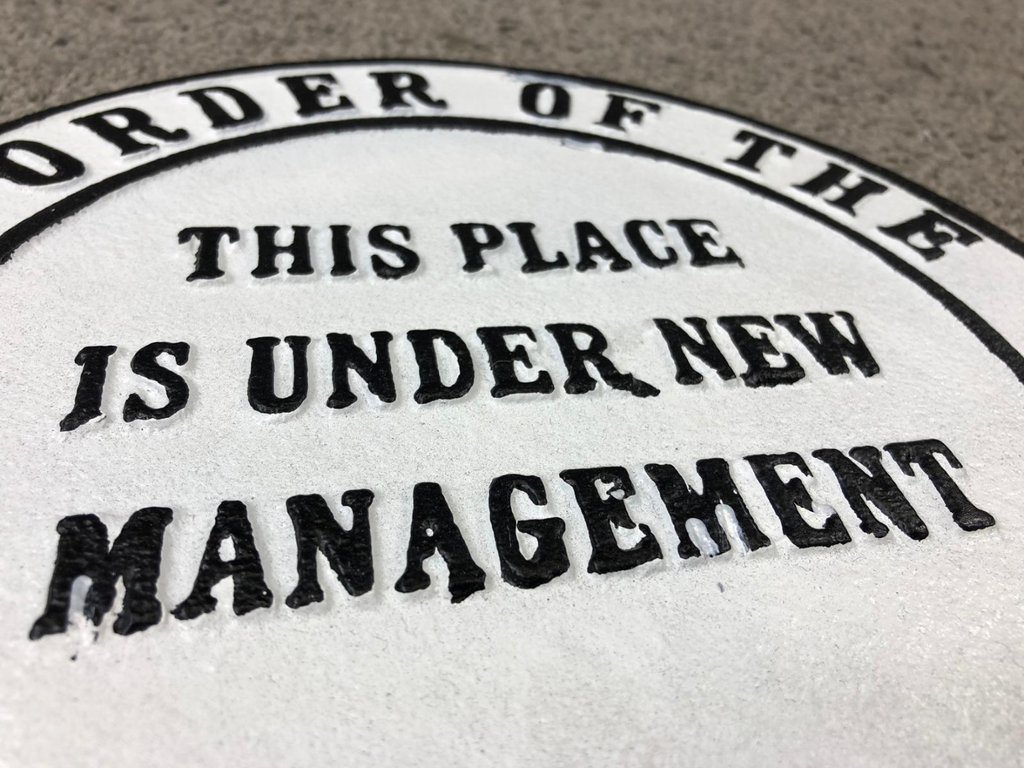 ORDER OF THE
THIS PLACE
IS UNDER NEW
MANAGEMENT